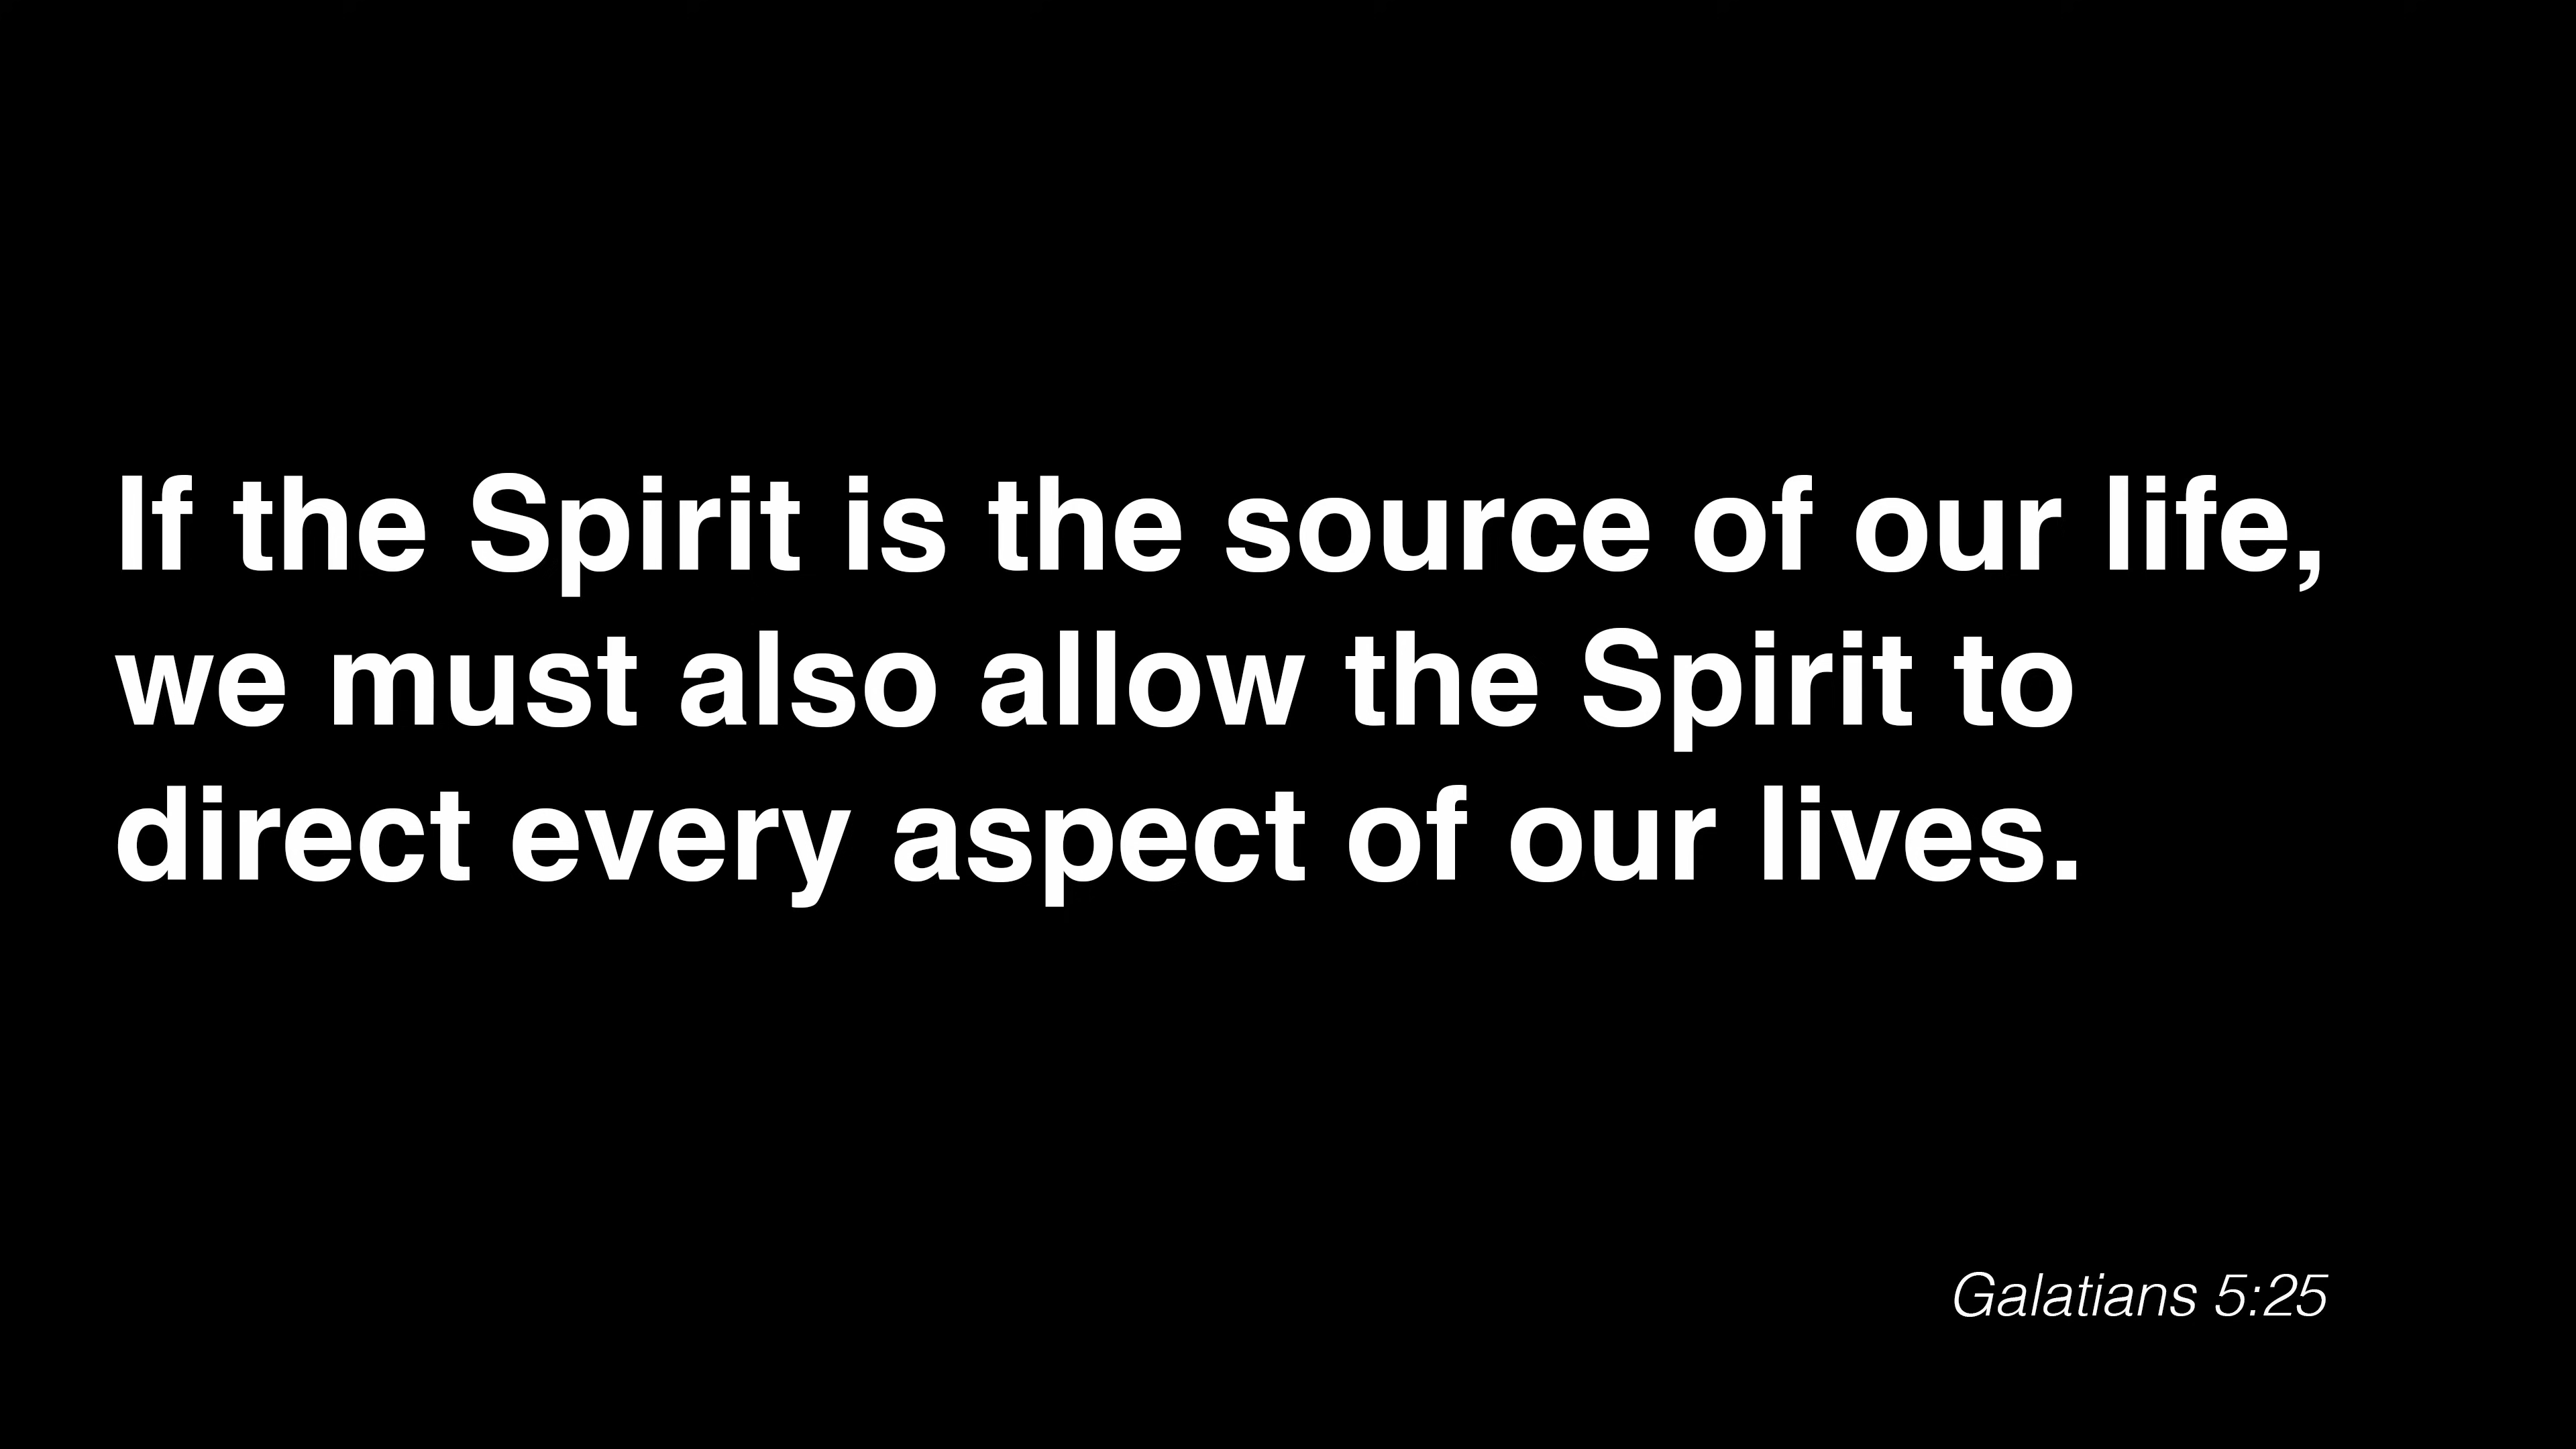 If the Spirit is the source of our life,
we must also allow the Spirit to
direct every aspect of our lives.
Galatians 5:25